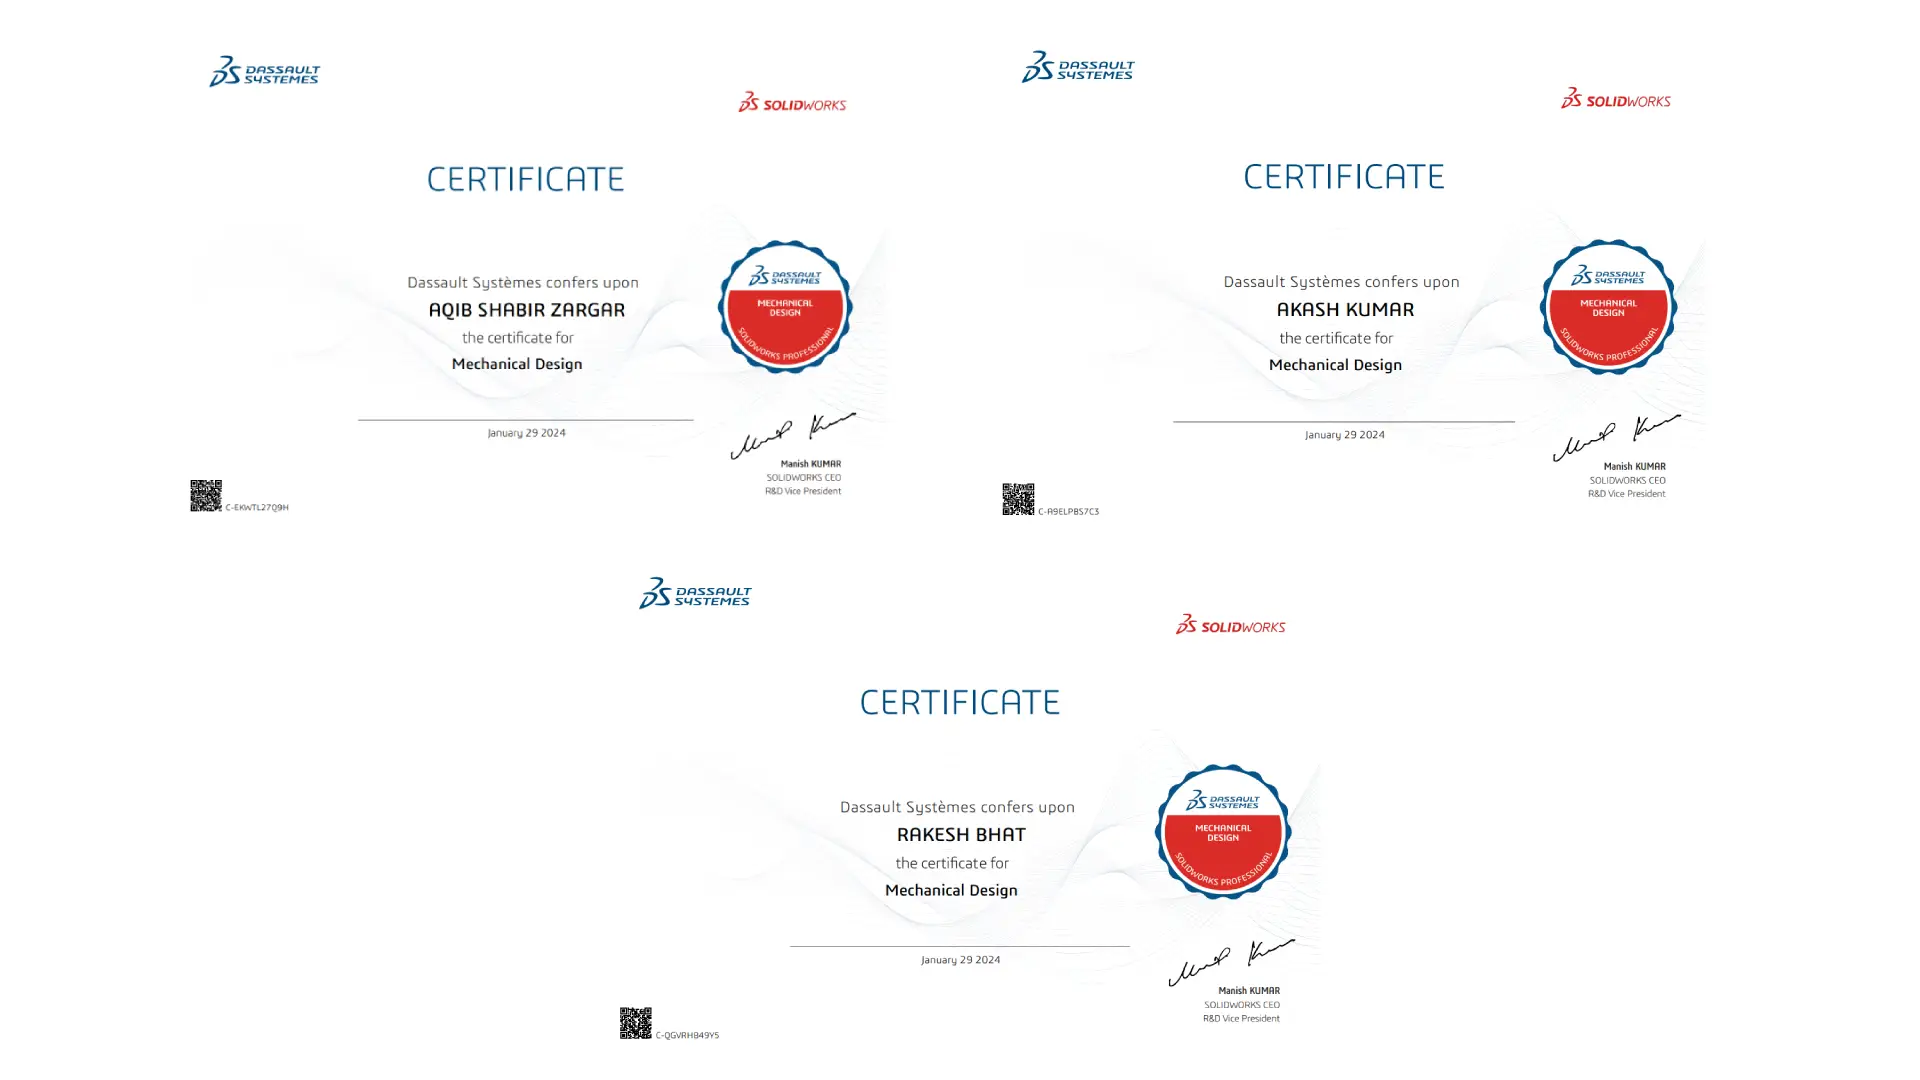 DASSAULT
SYSTEMES
SOLIDWORKS
CERTIFICATE
Dassault Systèmes confers upon
AQIB SHABIR ZARGAR
the certificate for
Mechanical Design
January 29 2024
DASSAULT
SYSTEMES
MECHANICAL
DESIGN
SOLIDWORKS PROFESSIONAL
Manish KUMAR
SOLIDWORKS CEO
R&D Vice President
C-EKWTL27Q9H
DASSAULT
SYSTEMES
SOLIDWORKS
CERTIFICATE
Dassault Systèmes confers upon
AKASH KUMAR
the certificate for
Mechanical Design
January 29 2024
DASSAULT
SYSTEMES
MECHANICAL
DESIGN
SOLIDWORKS PROFESSIONAL
Manish KUMAR
SOLIDWORKS CEO
R&D Vice President
C-A9ELPBS7C3
DASSAULT
SYSTEMES
SOLIDWORKS
CERTIFICATE
Dassault Systèmes confers upon
RAKESH BHAT
the certificate for
Mechanical Design
January 29 2024
DASSAULT
SYSTEMES
MECHANICAL
DESIGN
SOLIDWORKS PROFESSIONAL
Manish KUMAR
SOLIDWORKS CEO
R&D Vice President
C-QGVRHB49Y5